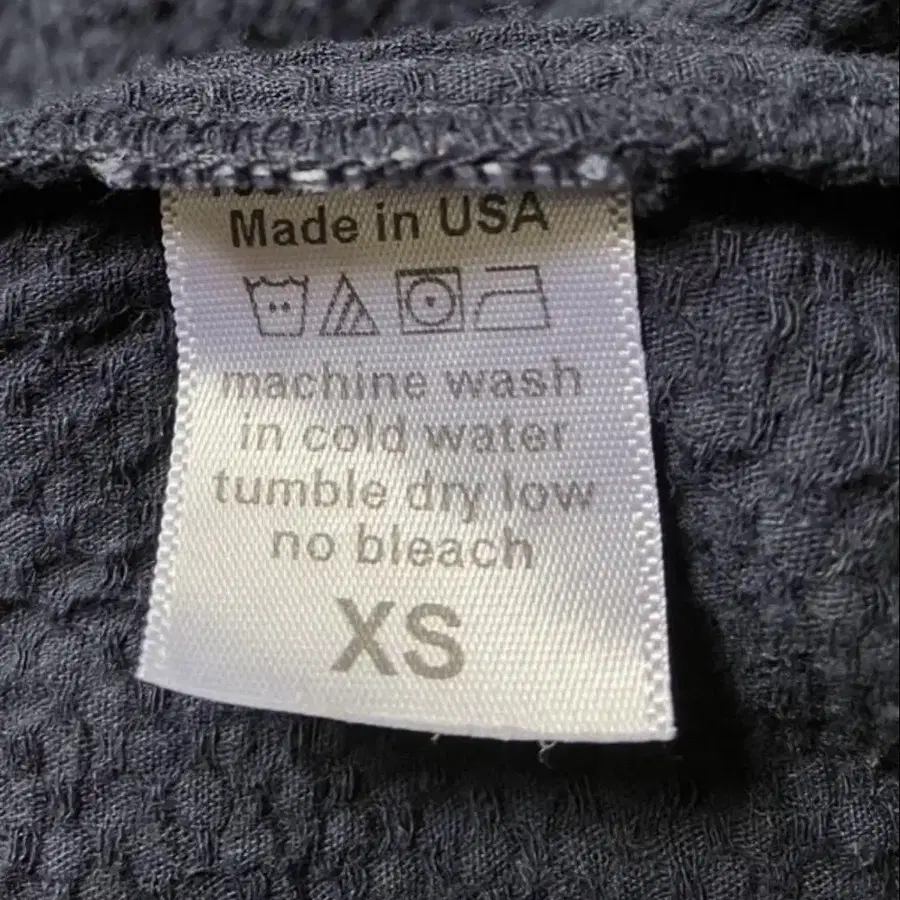 Made in USA
machine wash
in cold water
tumble dry low
no bleach
XS